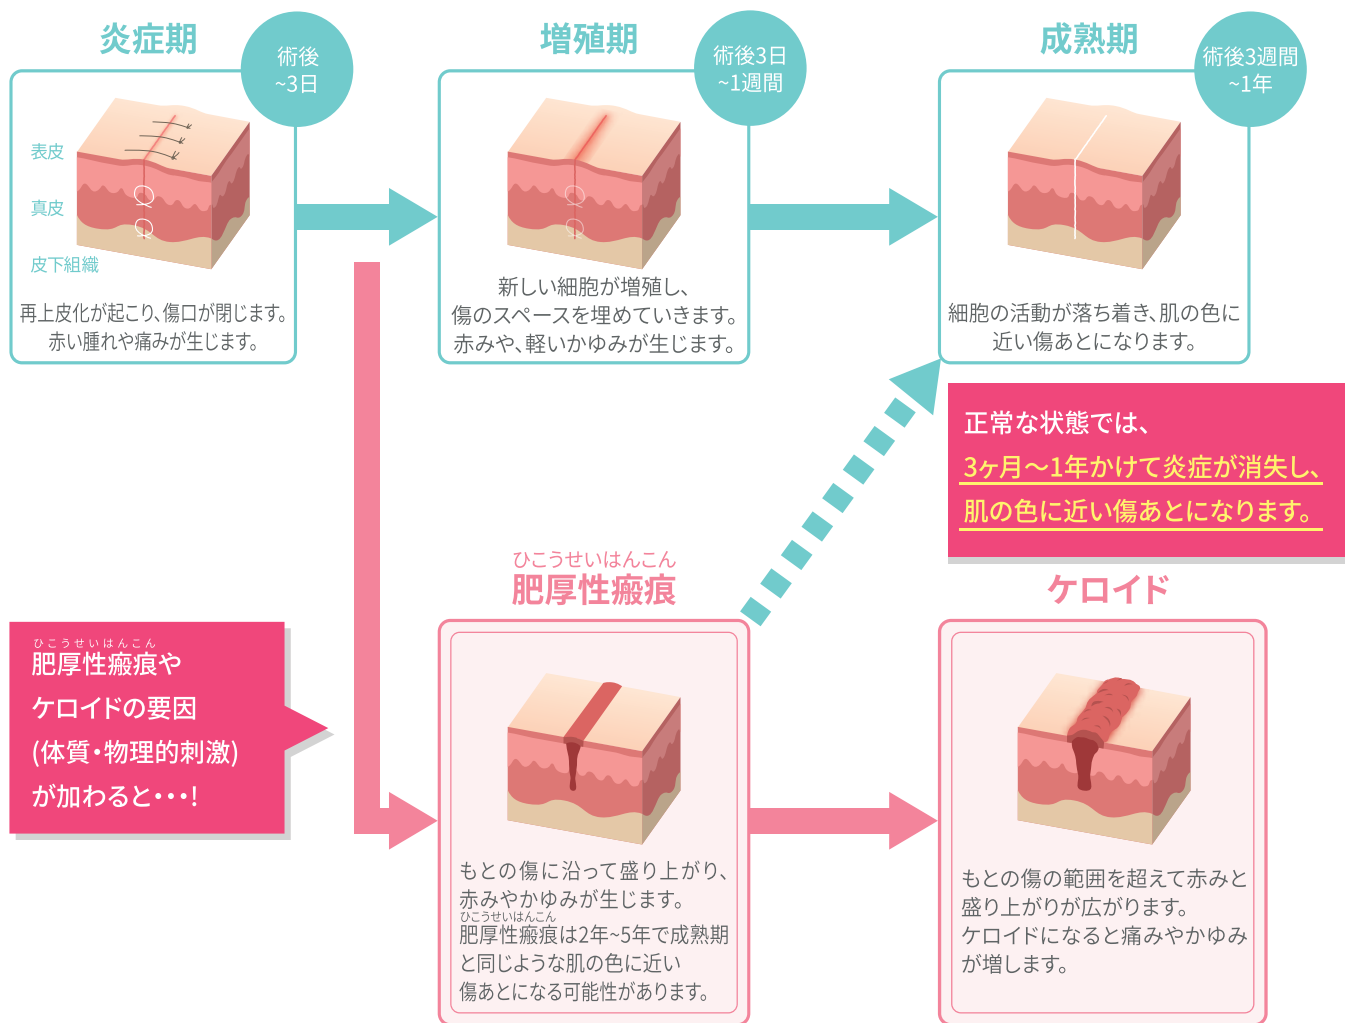 炎症期
術後
~3日
表皮
真皮
皮下組織
再上皮化が起こり、傷口が閉じます。
赤い腫れや痛みが生じます。
増殖期
術後3日
~1週間
新しい細胞が増殖し、
傷のスペースを埋めていきます。
赤みや、軽いかゆみが生じます。
成熟期
術後3週間
~1年
細胞の活動が落ち着き、肌の色に
近い傷あとになります。
正常な状態では、
3ヶ月～1年かけて炎症が消失し、
肌の色に近い傷あとになります。
ひこうせいはんこん
肥厚性瘢痕や
ケロイドの要因
(体質・物理的刺激)
が加わると・・・!
ひこうせいはんこん
肥厚性瘢痕
もとの傷に沿って盛り上がり、
赤みやかゆみが生じます。
ひこうせいはんこん
肥厚性瘢痕は2年~5年で成熟期
と同じような肌の色に近い
傷あとになる可能性があります。
ケロイド
もとの傷の範囲を超えて赤みと
盛り上がりが広がります。
ケロイドになると痛みやかゆみ
が増します。